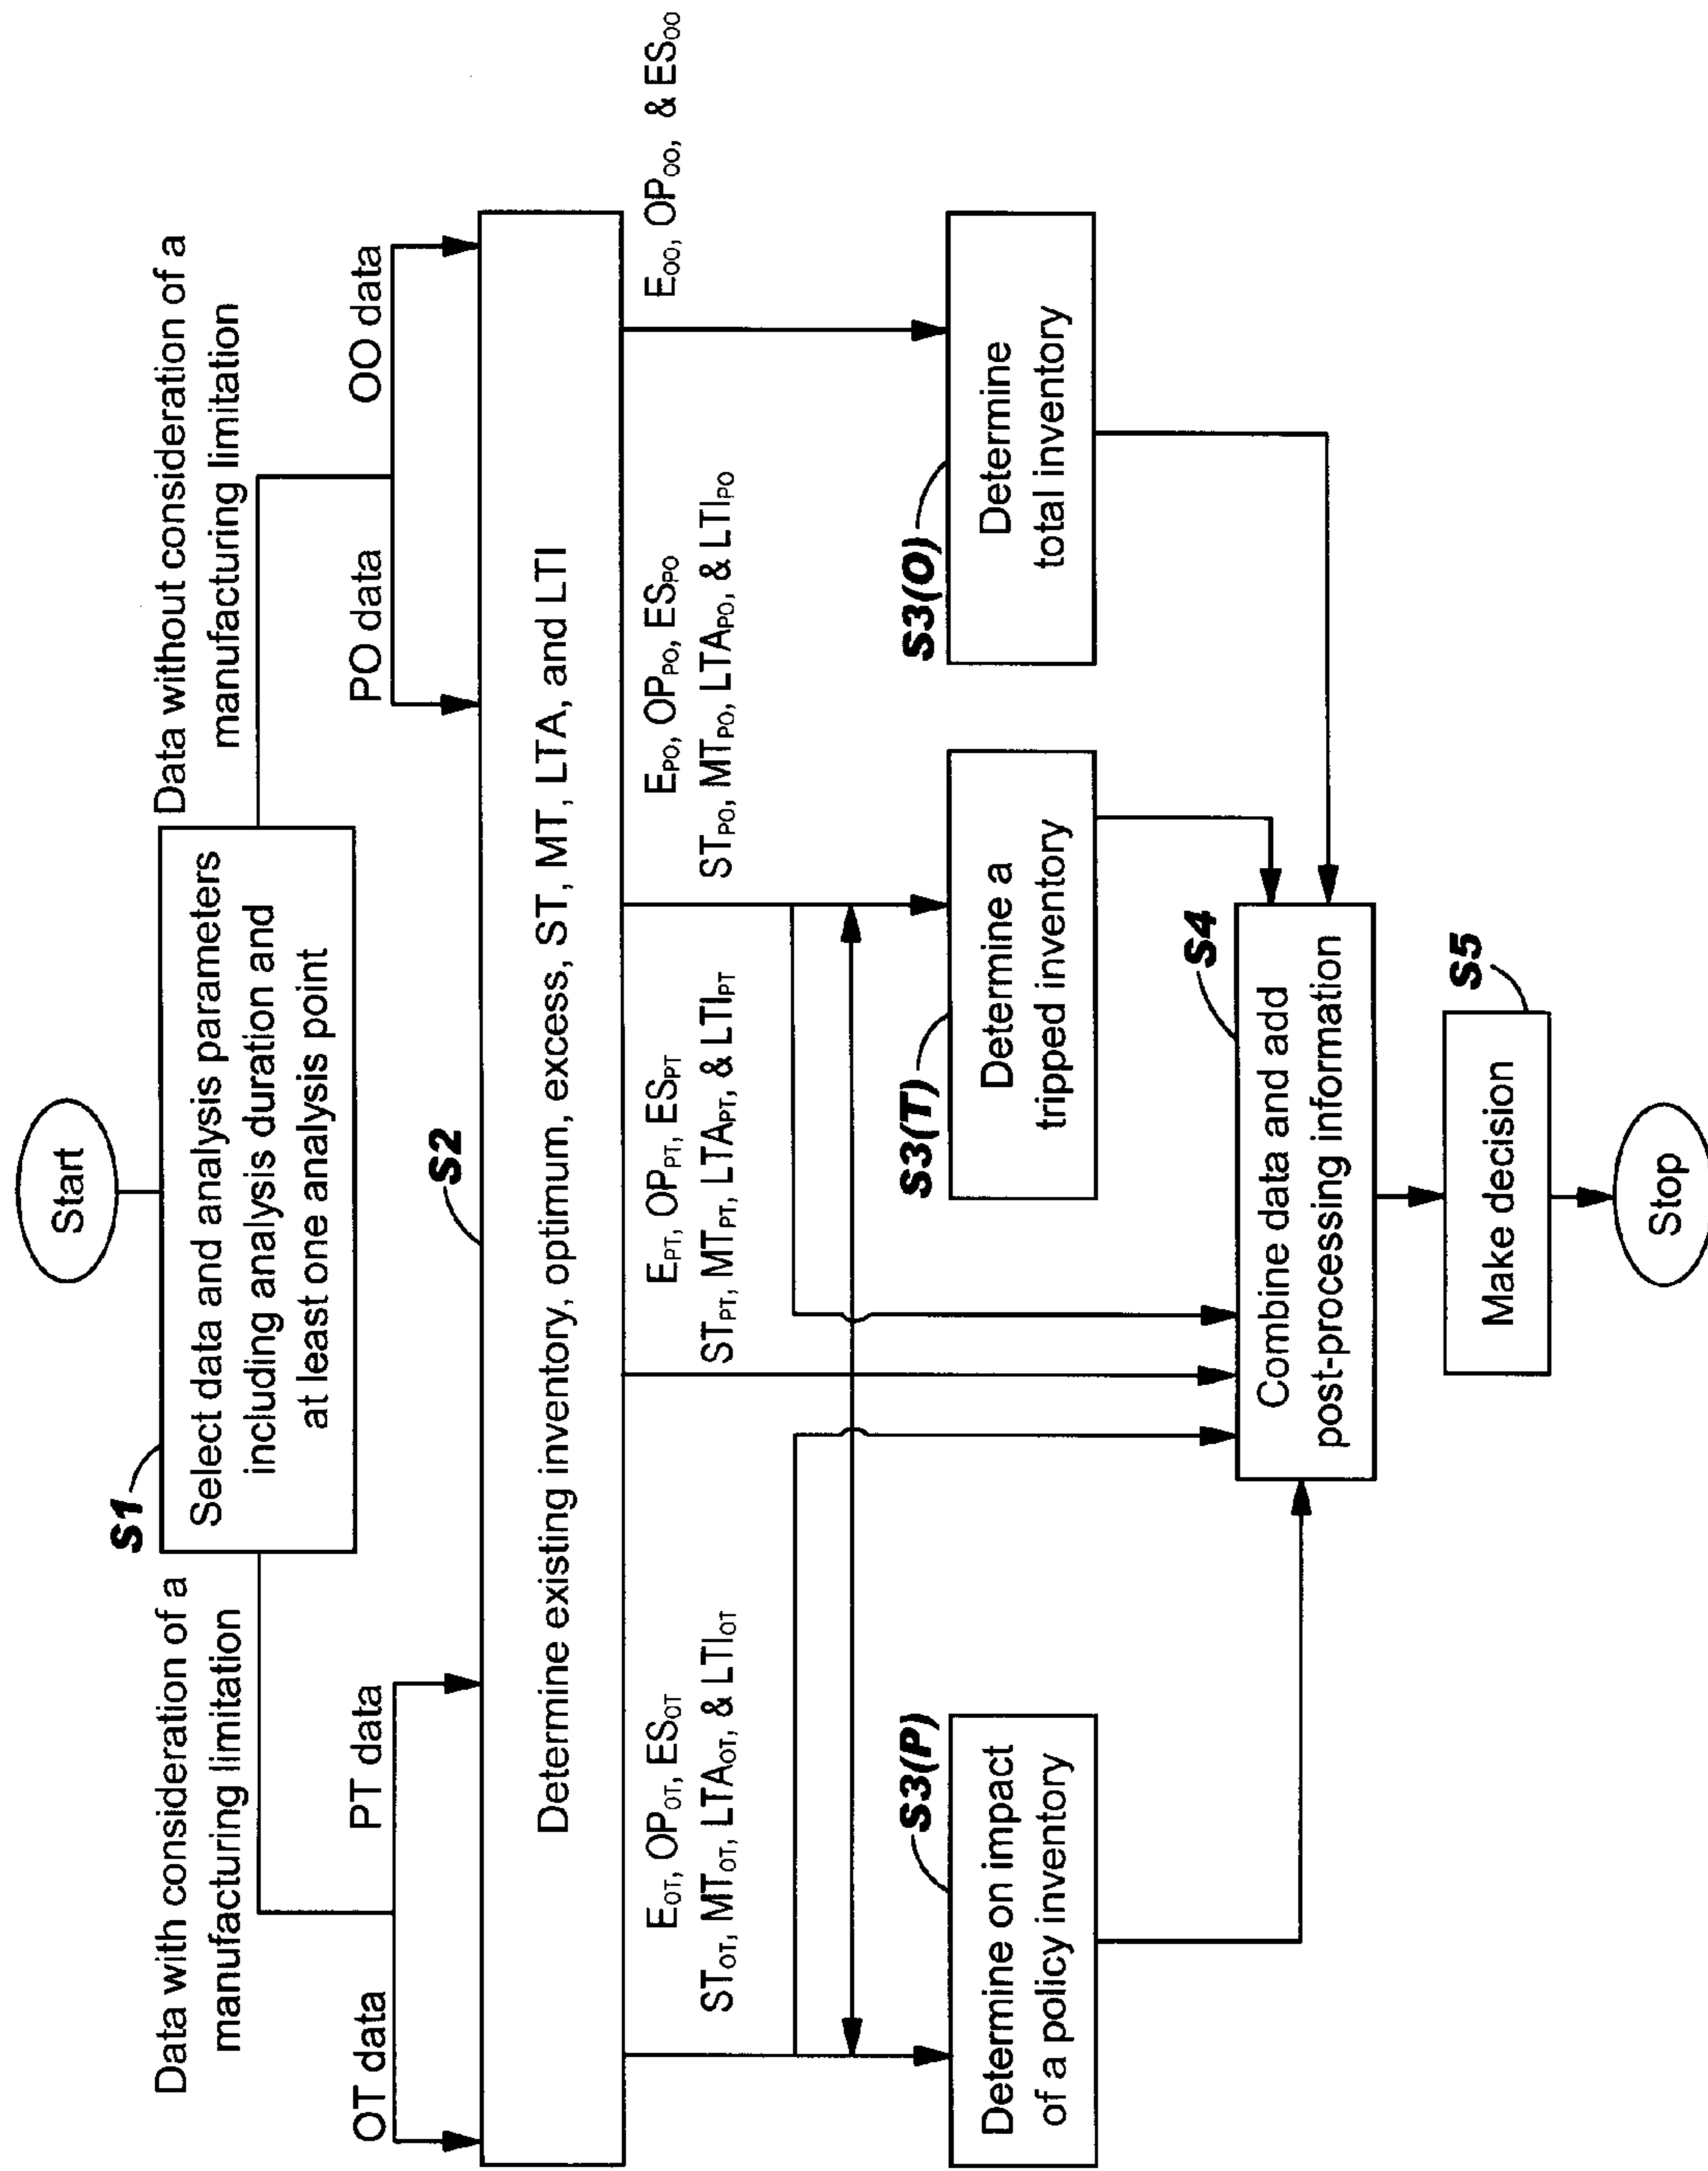 Start
S1
Select data and analysis parameters
including analysis duration and
at least one analysis point
Data with consideration of a
manufacturing limitation
Data without consideration of a
manufacturing limitation
OT data
PT data
PO data
OO data
S2
Determine existing inventory, optimum, excess, ST, MT, LTA, and LTI
E_OT, OP_OT, ES_OT
ST_OT, MT_OT, LTA_OT, & LTI_OT
E_PT, OP_PT, ES_PT
ST_PT, MT_PT, LTA_PT, & LTI_PT
E_PO, OP_PO, ES_PO
ST_PO, MT_PO, LTA_PO, & LTI_PO
E_OO, OP_OO, & ES_OO
S3(P)
Determine on impact
of a policy inventory
S3(T)
Determine a
tripped inventory
S3(O)
Determine
total inventory
S4
Combine data and add
post-processing information
S5
Make decision
Stop